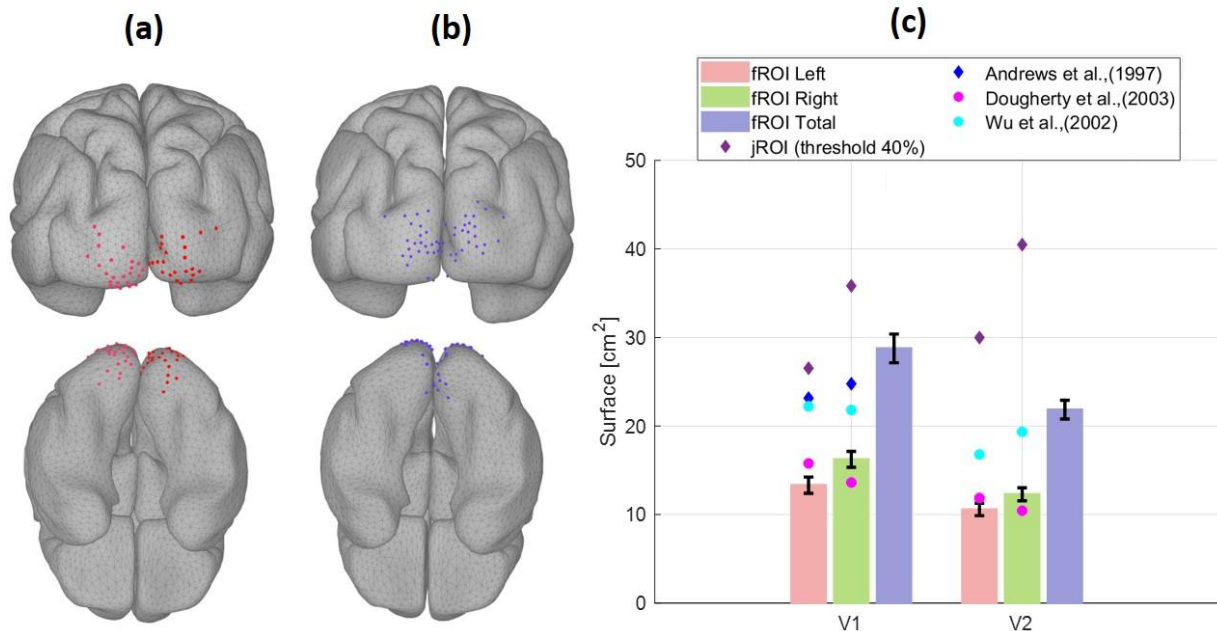 (a)
(b)
(c)
fROI Left
fROI Right
fROI Total
jROI (threshold 40%)
Andrews et al.,(1997)
Dougherty et al.,(2003)
Wu et al.,(2002)
Surface [cm²]
50
40
30
20
10
0
V1
V2